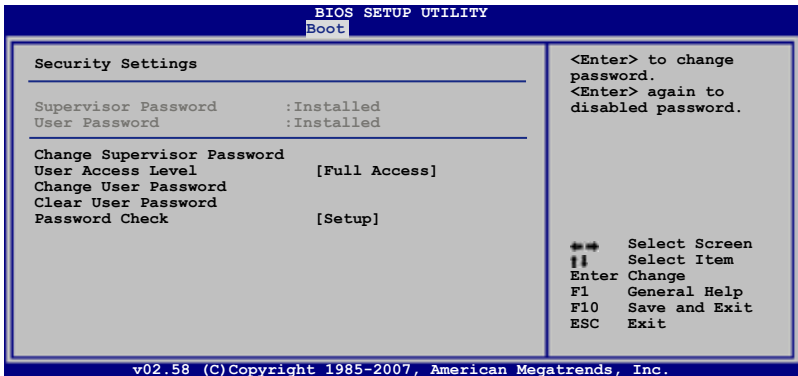 BIOS SETUP UTILITY
Boot
Security Settings
Supervisor Password :Installed
User Password :Installed
Change Supervisor Password
User Access Level [Full Access]
Change User Password
Clear User Password
Password Check [Setup]
<Enter> to change
password.
<Enter> again to
disabled password.
Select Screen
Select Item
Enter Change
F1 General Help
F10 Save and Exit
ESC Exit
v02.58 (C)Copyright 1985-2007, American Megatrends, Inc.